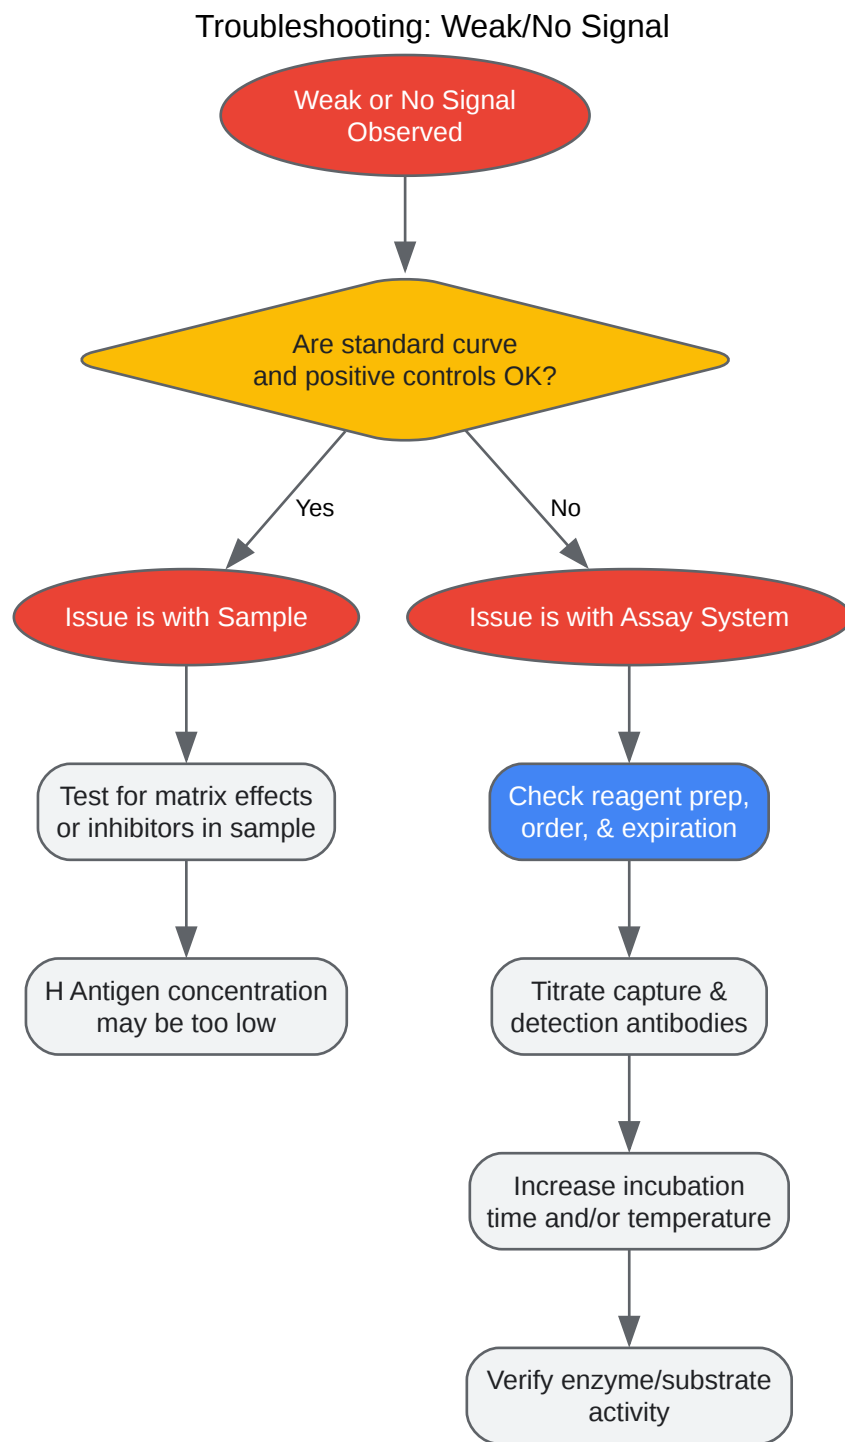 Troubleshooting: Weak/No Signal
Weak or No Signal
Observed
Are standard curve
and positive controls OK?
Yes
No
Issue is with Sample
Issue is with Assay System
Test for matrix effects
or inhibitors in sample
Check reagent prep,
order, & expiration
H Antigen concentration
may be too low
Titrate capture &
detection antibodies
Increase incubation
time and/or temperature
Verify enzyme/substrate
activity